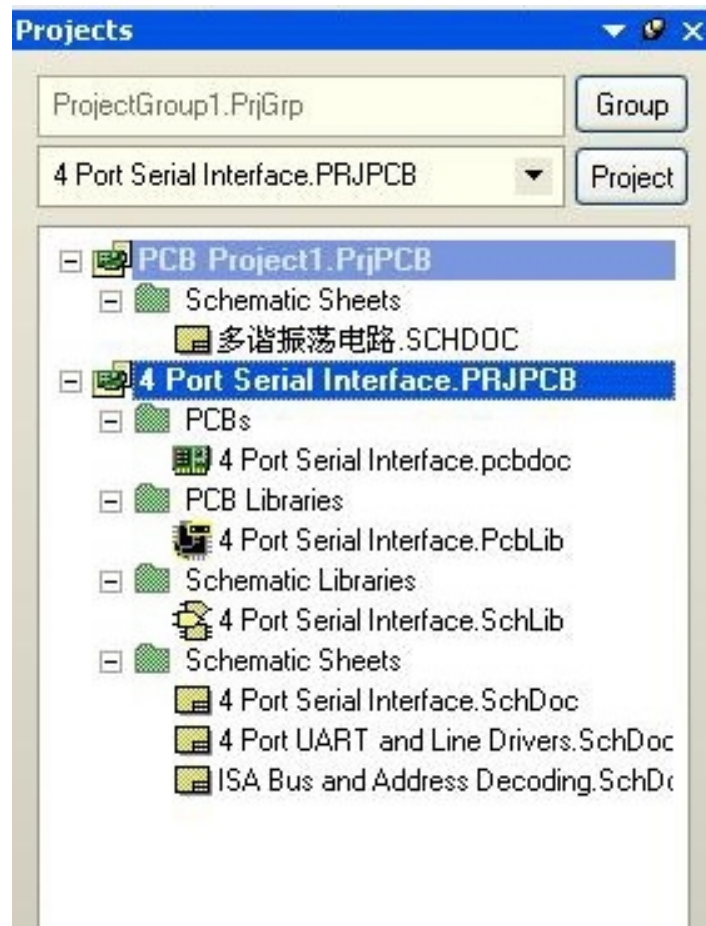 Projects
ProjectGroup1.PrjGrp
Group
4 Port Serial Interface.PRJPCB
Project
PCB Project1.PrjPCB
Schematic Sheets
多谐振荡电路.SCHDOC
4 Port Serial Interface.PRJPCB
PCBs
4 Port Serial Interface.pcbdoc
PCB Libraries
4 Port Serial Interface.PcbLib
Schematic Libraries
4 Port Serial Interface.SchLib
Schematic Sheets
4 Port Serial Interface.SchDoc
4 Port UART and Line Drivers.SchDoc
ISA Bus and Address Decoding.SchDo